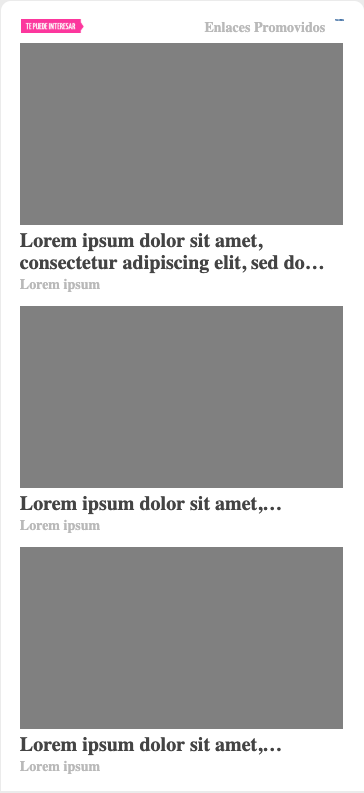 TE PUEDE INTERESAR
Enlaces Promovidos
Lorem ipsum dolor sit amet,
consectetur adipiscing elit, sed do…
Lorem ipsum
Lorem ipsum dolor sit amet,…
Lorem ipsum
Lorem ipsum dolor sit amet,…
Lorem ipsum